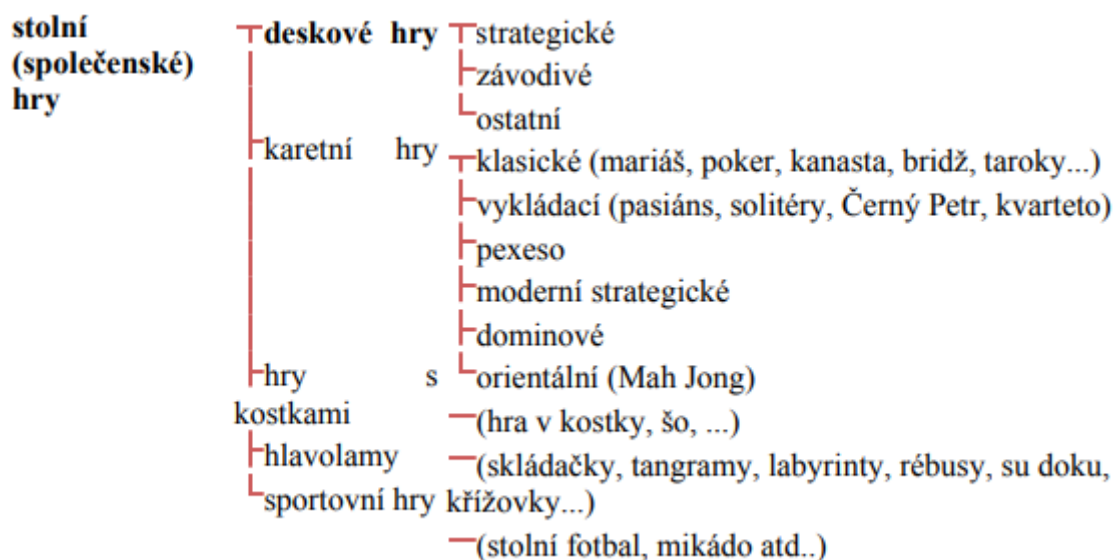 stolní
(společenské)
hry
deskové hry
strategické
závodivé
ostatní
karetní hry
klasické (mariáš, poker, kanasta, bridž, taroky...)
vykládací (pasiáns, solitéry, Černý Petr, kvarteto)
pexeso
moderní strategické
dominové
orientální (Mah Jong)
hry s
kostkami
(hra v kostky, šo, ...)
hlavolamy
(skládačky, tangramy, labyrinty, rébusy, su doku,
křížovky...)
sportovní hry
(stolní fotbal, mikádo atd..)